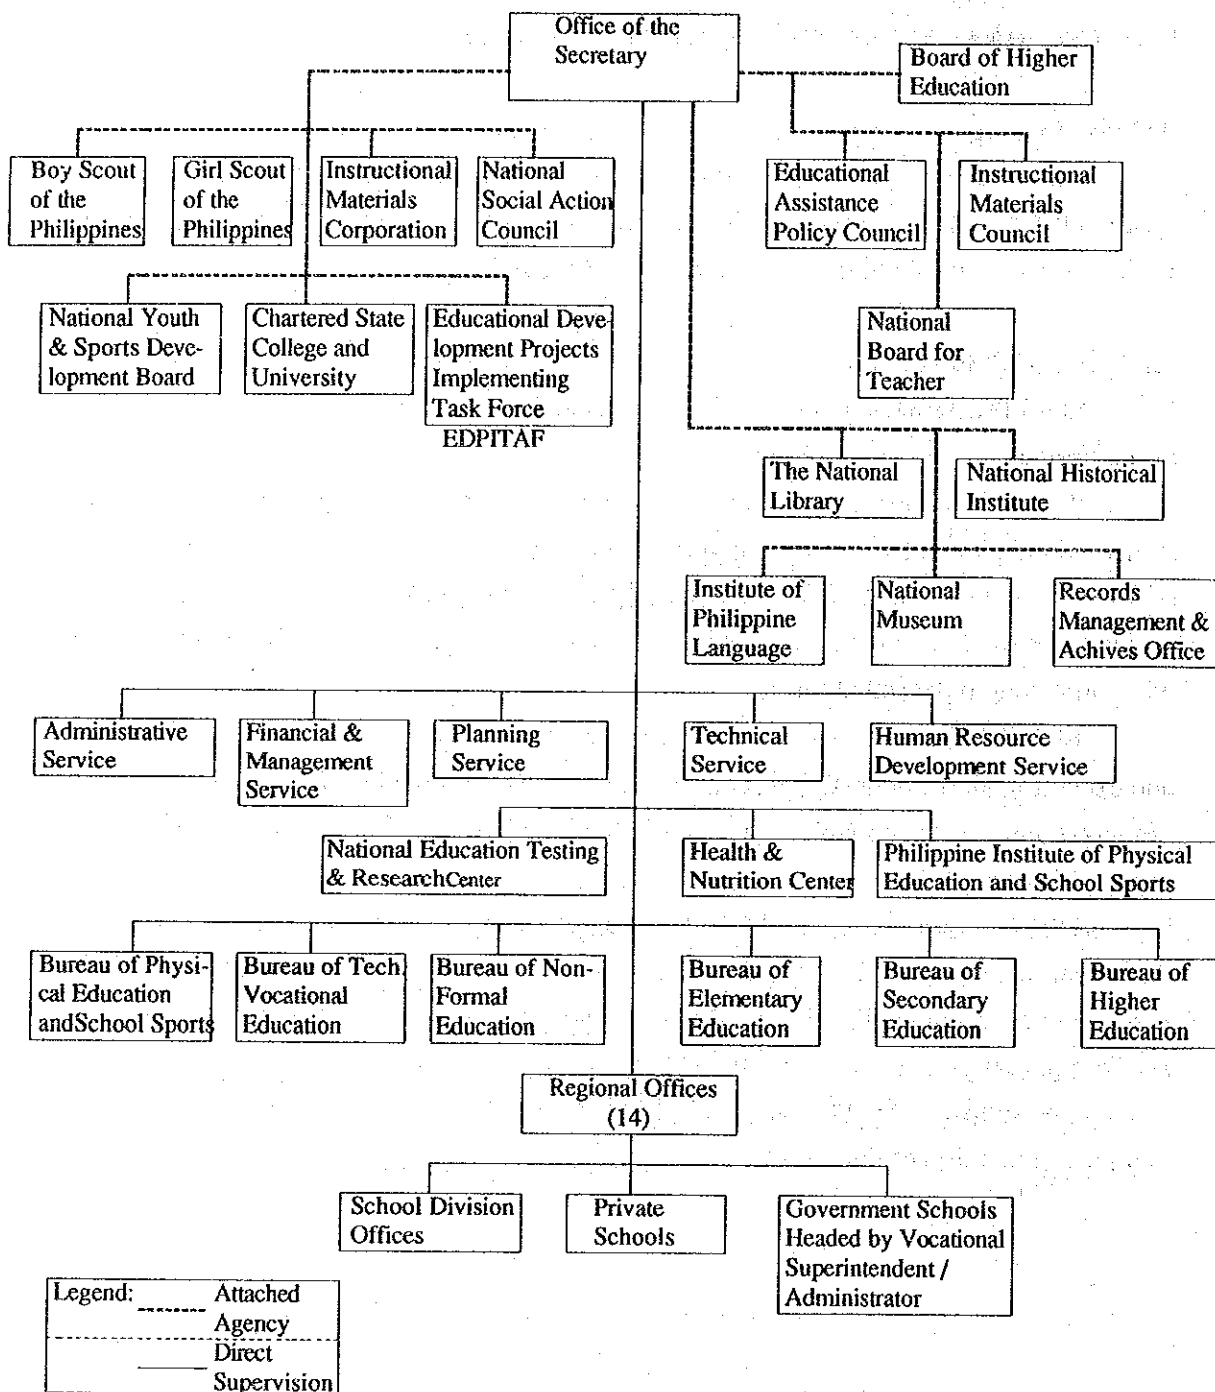 Office of the
Secretary
Board of Higher
Education
Boy Scout
of the
Philippines
Girl Scout
of the
Philippines
Instructional
Materials
Corporation
National
Social Action
Council
Educational
Assistance
Policy Council
Instructional
Materials
Council
National Youth
& Sports Deve-
lopment Board
Chartered State
College and
University
Educational Deve-
lopment Projects
Implementing
Task Force
EDPITAF
National
Board for
Teacher
The National
Library
National Historical
Institute
Institute of
Philippine
Language
National
Museum
Records
Management &
Achives Office
Administrative
Service
Financial &
Management
Service
Planning
Service
Technical
Service
Human Resource
Development Service
National Education Testing
& Research Center
Health &
Nutrition Center
Philippine Institute of Physical
Education and School Sports
Bureau of Physi-
cal Education
andSchool Sports
Bureau of Tech
Vocational
Education
Bureau of Non-
Formal
Education
Bureau of
Elementary
Education
Bureau of
Secondary
Education
Bureau of
Higher
Education
Regional Offices
(14)
School Division
Offices
Private
Schools
Government Schools
Headed by Vocational
Superintendent /
Administrator
Legend:
Attached
Agency
Direct
Supervision